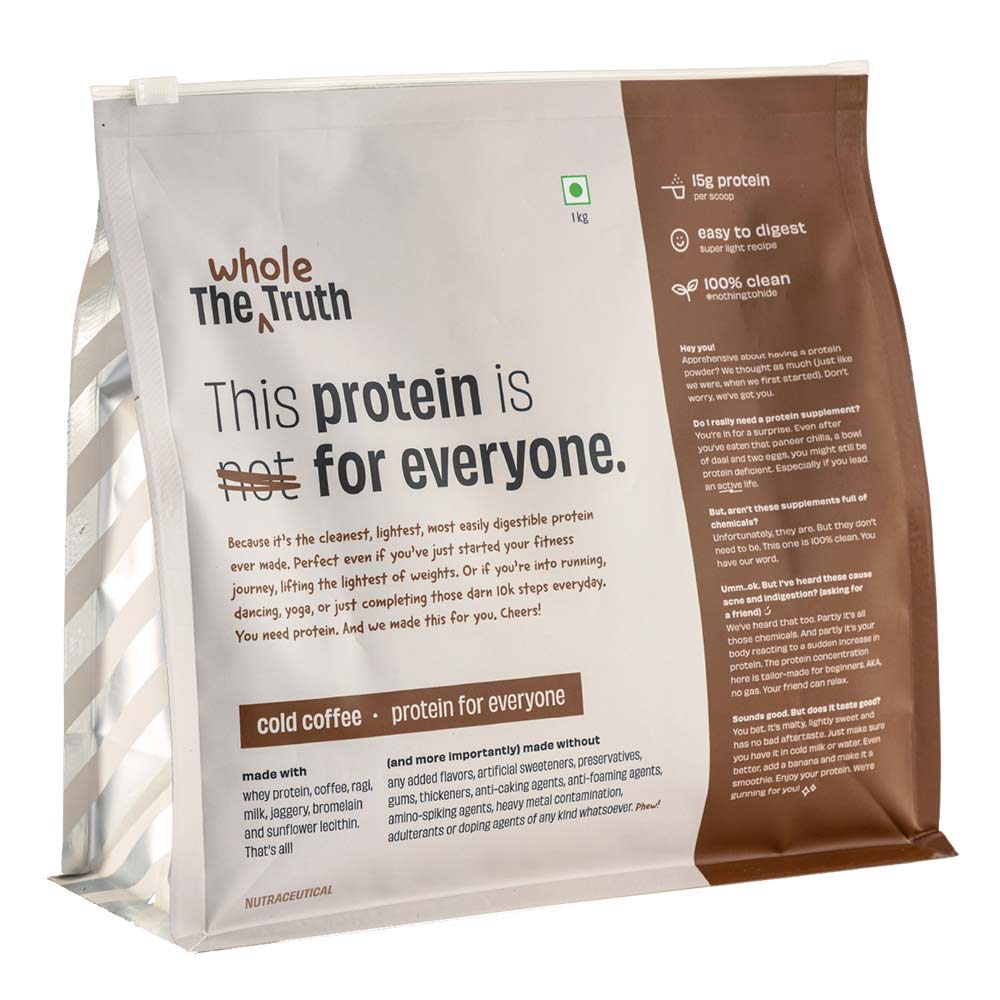 1 kg
whole
The Truth
This protein is
not for everyone.
Because it's the cleanest, lightest, most easily digestible protein
ever made. Perfect even if you've just started your fitness
journey, lifting the lightest of weights. Or if you're into running,
dancing, yoga, or just completing those darn 10k steps everyday.
You need protein. And we made this for you. Cheers!
cold coffee · protein for everyone
made with
whey protein, coffee, ragi,
milk, jaggery, bromelain
and sunflower lecithin.
That's all!
(and more importantly) made without
any added flavors, artificial sweeteners, preservatives,
gums, thickeners, anti-caking agents, anti-foaming agents,
amino-spiking agents, heavy metal contamination,
adulterants or doping agents of any kind whatsoever. Phew!
NUTRACEUTICAL
15g protein
per scoop
easy to digest
super light recipe
100% clean
#nothingtohide
Hey you!
Apprehensive about having a protein
powder? We thought as much (just like
we were, when we first started). Don't
worry, we've got you.
Do I really need a protein supplement?
You're in for a surprise. Even after
you've eaten that paneer chilla, a bowl
of daal and two eggs, you might still be
protein deficient. Especially if you lead
an active life.
But, aren't these supplements full of
chemicals?
Unfortunately, they are. But they don't
need to be. This one is 100% clean. You
have our word.
Umm..ok. But I've heard these cause
acne and indigestion? (asking for
a friend)
We've heard that too. Partly it's all
those chemicals. And partly it's your
body reacting to a sudden increase in
protein. The protein concentration
here is tailor-made for beginners. AKA,
no gas. Your friend can relax.
Sounds good. But does it taste good?
You bet. It's malty, lightly sweet and
has no bad aftertaste. Just make sure
you have it in cold milk or water. Even
better, add a banana and make it a
smoothie. Enjoy your protein. We're
gunning for you!